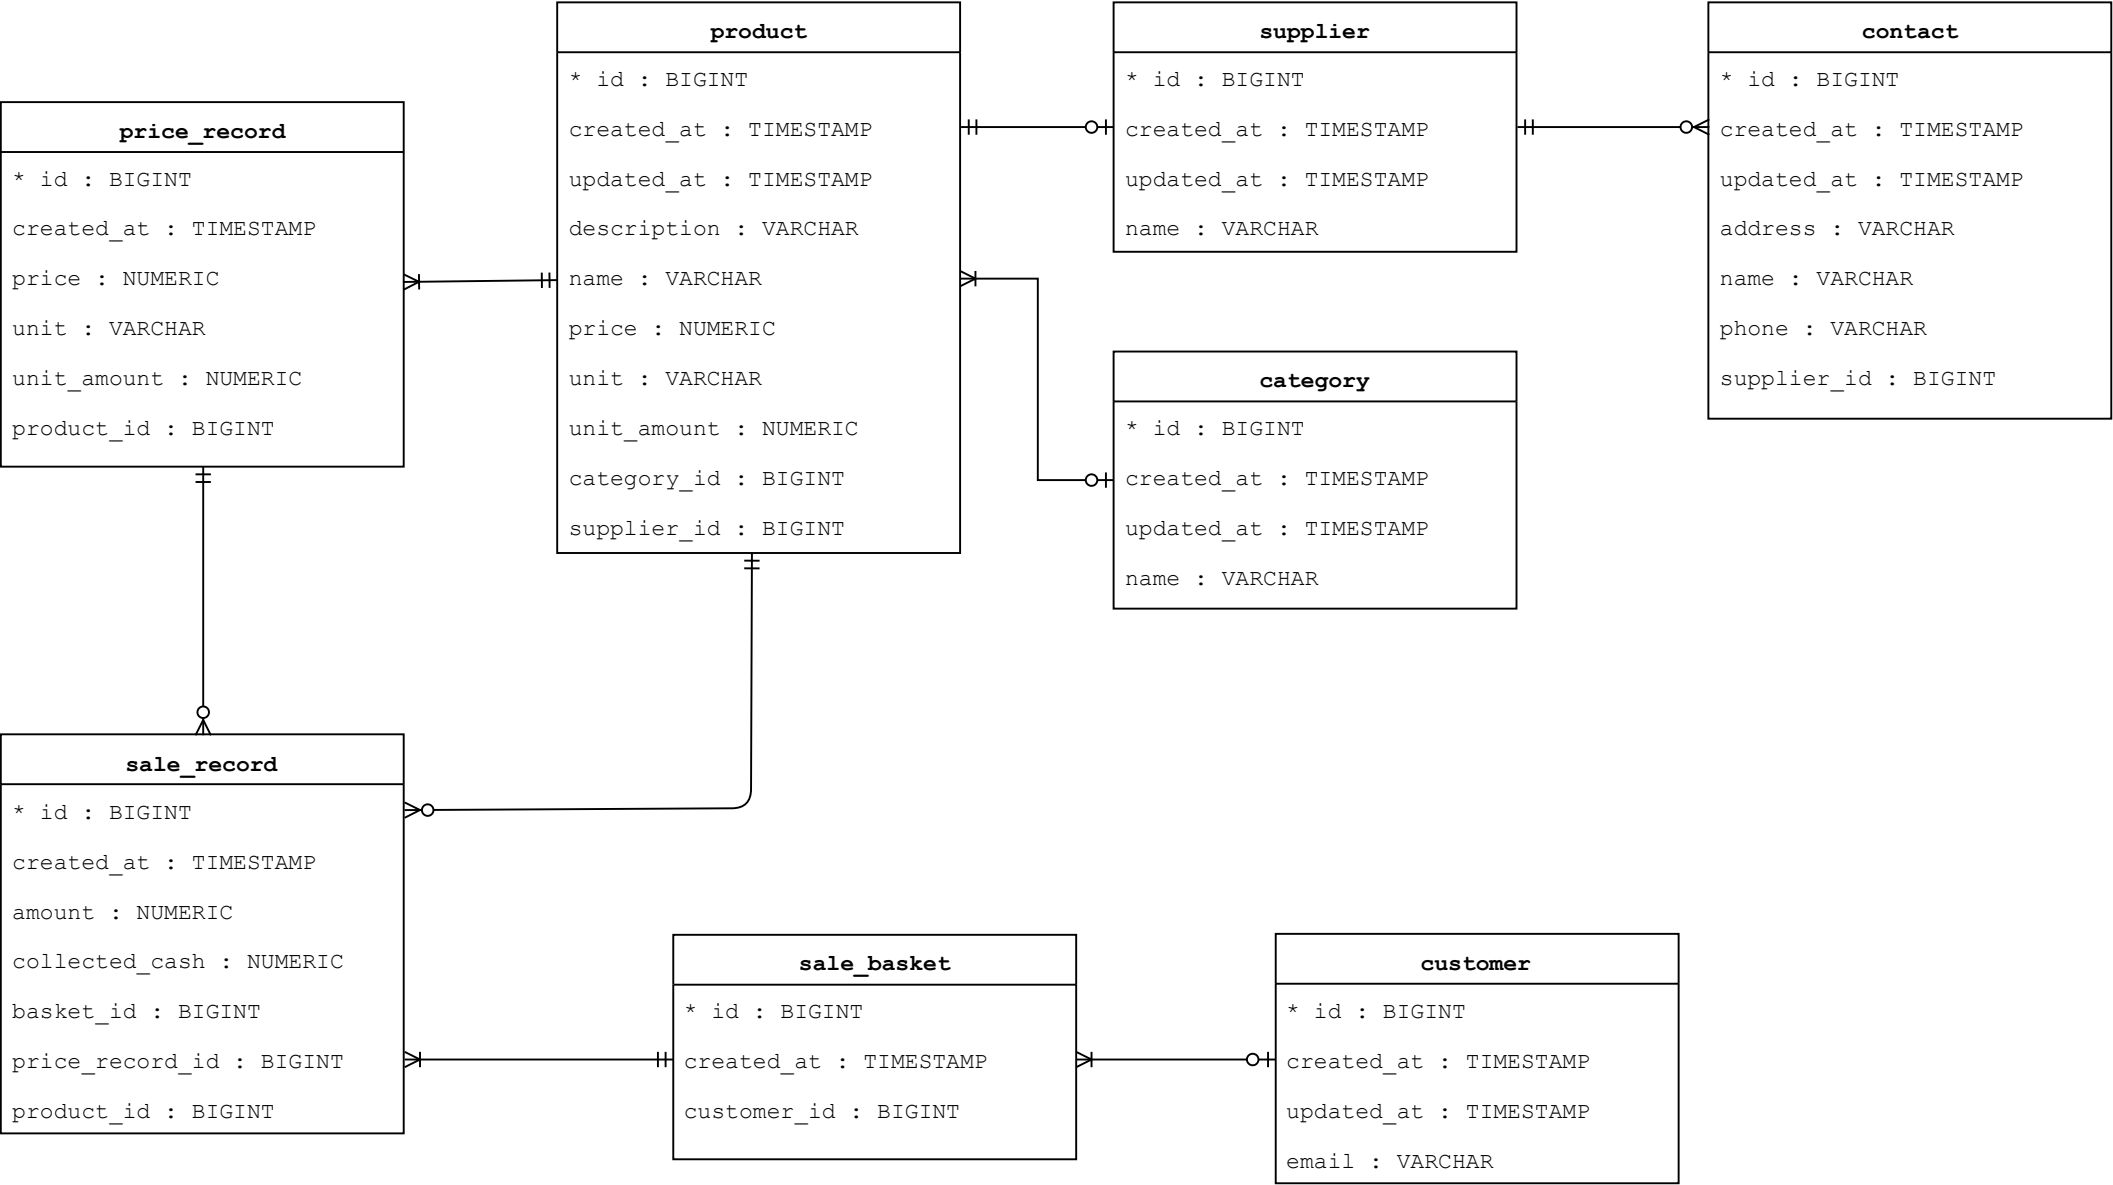 product
* id : BIGINT
created_at : TIMESTAMP
updated_at : TIMESTAMP
description : VARCHAR
name : VARCHAR
price : NUMERIC
unit : VARCHAR
unit_amount : NUMERIC
category_id : BIGINT
supplier_id : BIGINT
supplier
* id : BIGINT
created_at : TIMESTAMP
updated_at : TIMESTAMP
name : VARCHAR
contact
* id : BIGINT
created_at : TIMESTAMP
updated_at : TIMESTAMP
address : VARCHAR
name : VARCHAR
phone : VARCHAR
supplier_id : BIGINT
price_record
* id : BIGINT
created_at : TIMESTAMP
price : NUMERIC
unit : VARCHAR
unit_amount : NUMERIC
product_id : BIGINT
category
* id : BIGINT
created_at : TIMESTAMP
updated_at : TIMESTAMP
name : VARCHAR
sale_record
* id : BIGINT
created_at : TIMESTAMP
amount : NUMERIC
collected_cash : NUMERIC
basket_id : BIGINT
price_record_id : BIGINT
product_id : BIGINT
sale_basket
* id : BIGINT
created_at : TIMESTAMP
customer_id : BIGINT
customer
* id : BIGINT
created_at : TIMESTAMP
updated_at : TIMESTAMP
email : VARCHAR